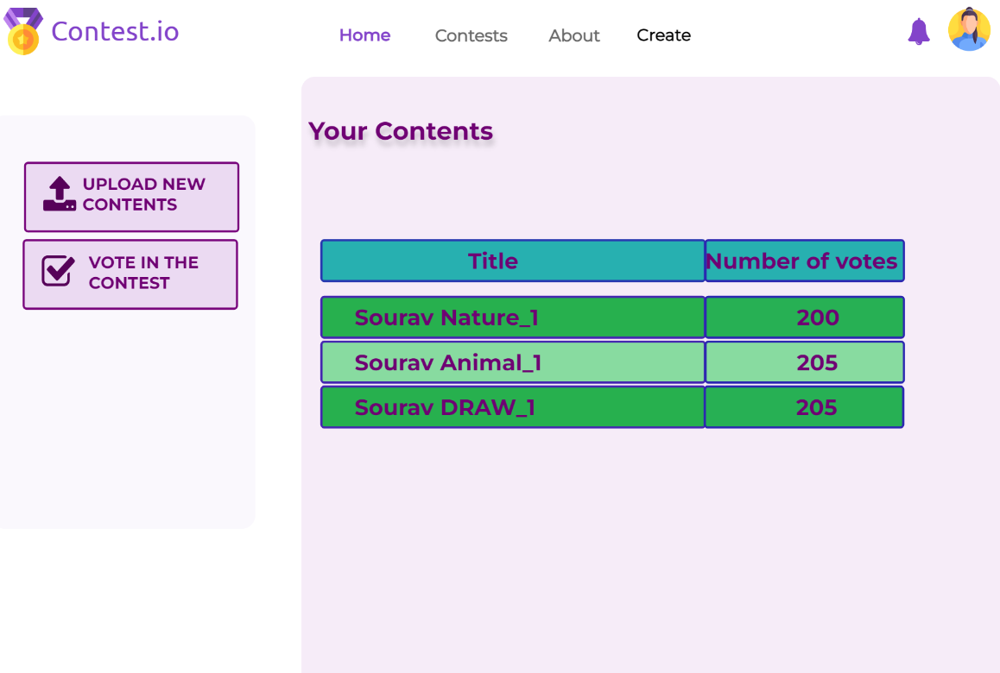 Contest.io
Home Contests About Create
UPLOAD NEW
CONTENTS
VOTE IN THE
CONTEST
Your Contents
Title Number of votes
Sourav Nature_1 200
Sourav Animal_1 205
Sourav DRAW_1 205